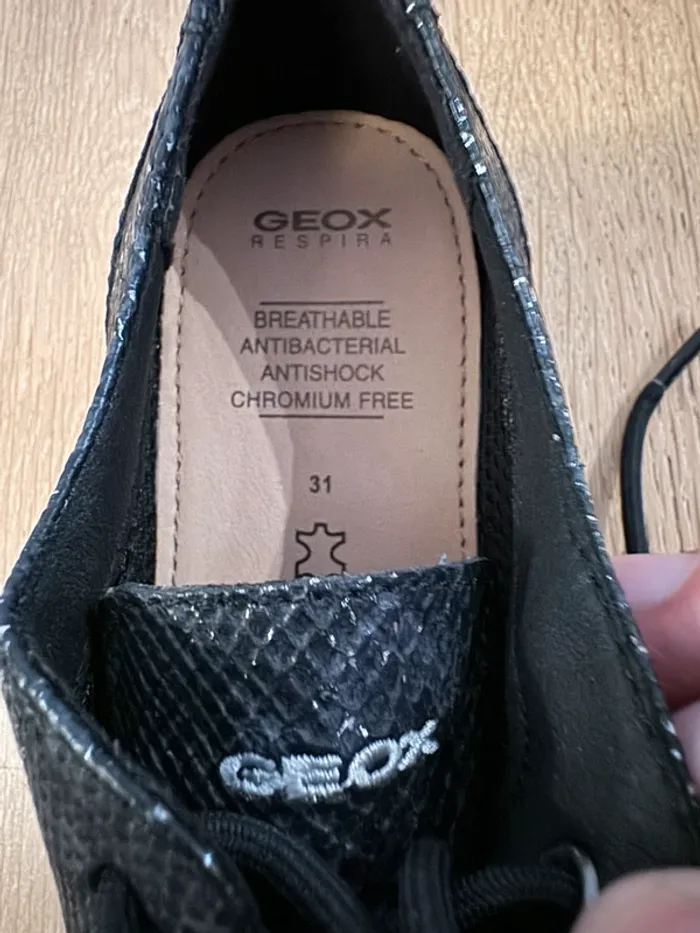 GEOX
RESPIRA
BREATHABLE
ANTIBACTERIAL
ANTISHOCK
CHROMIUM FREE
31
GEOX